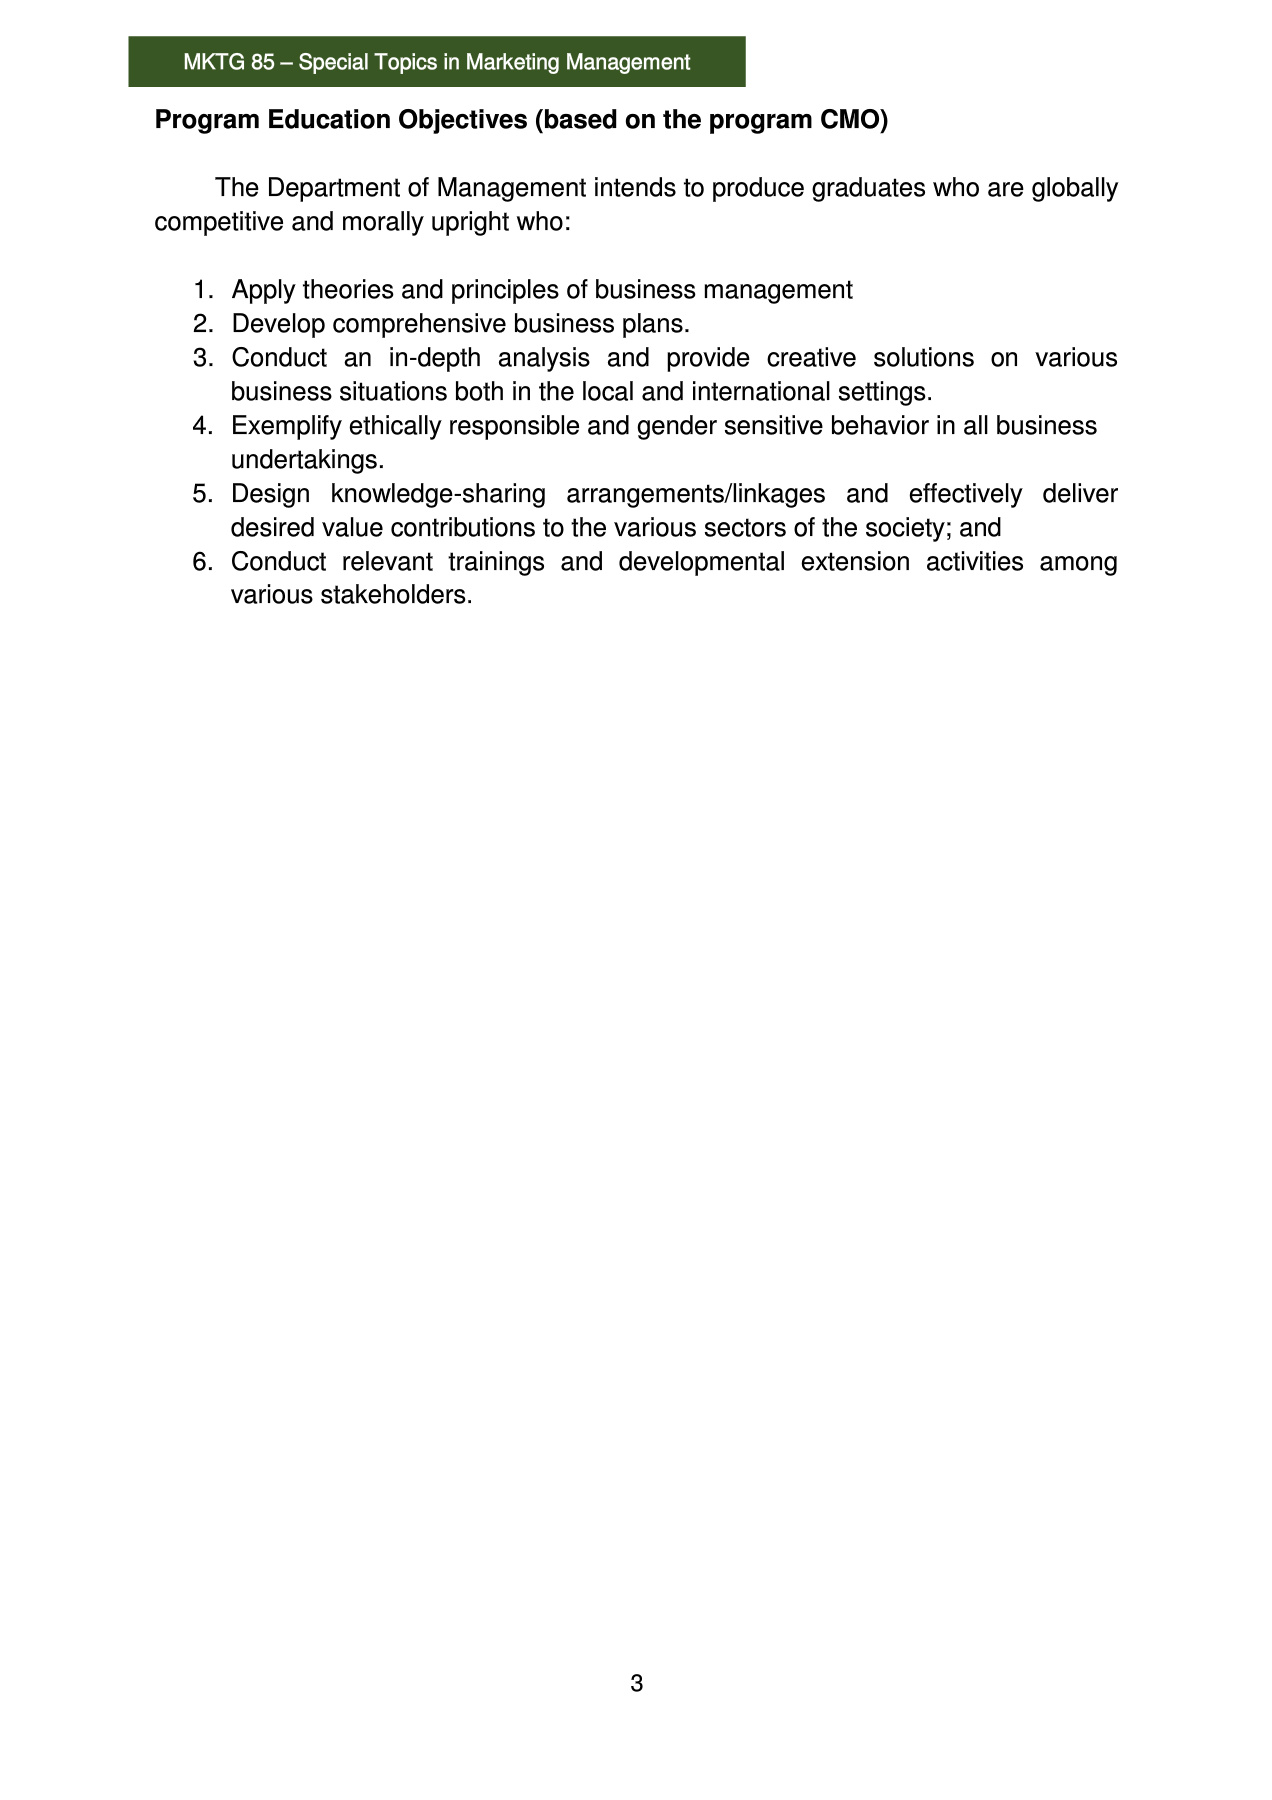 MKTG 85 – Special Topics in Marketing Management
Program Education Objectives (based on the program CMO)
The Department of Management intends to produce graduates who are globally
competitive and morally upright who:
1. Apply theories and principles of business management
2. Develop comprehensive business plans.
3. Conduct an in-depth analysis and provide creative solutions on various
business situations both in the local and international settings.
4. Exemplify ethically responsible and gender sensitive behavior in all business
undertakings.
5. Design knowledge-sharing arrangements/linkages and effectively deliver
desired value contributions to the various sectors of the society; and
6. Conduct relevant trainings and developmental extension activities among
various stakeholders.
3